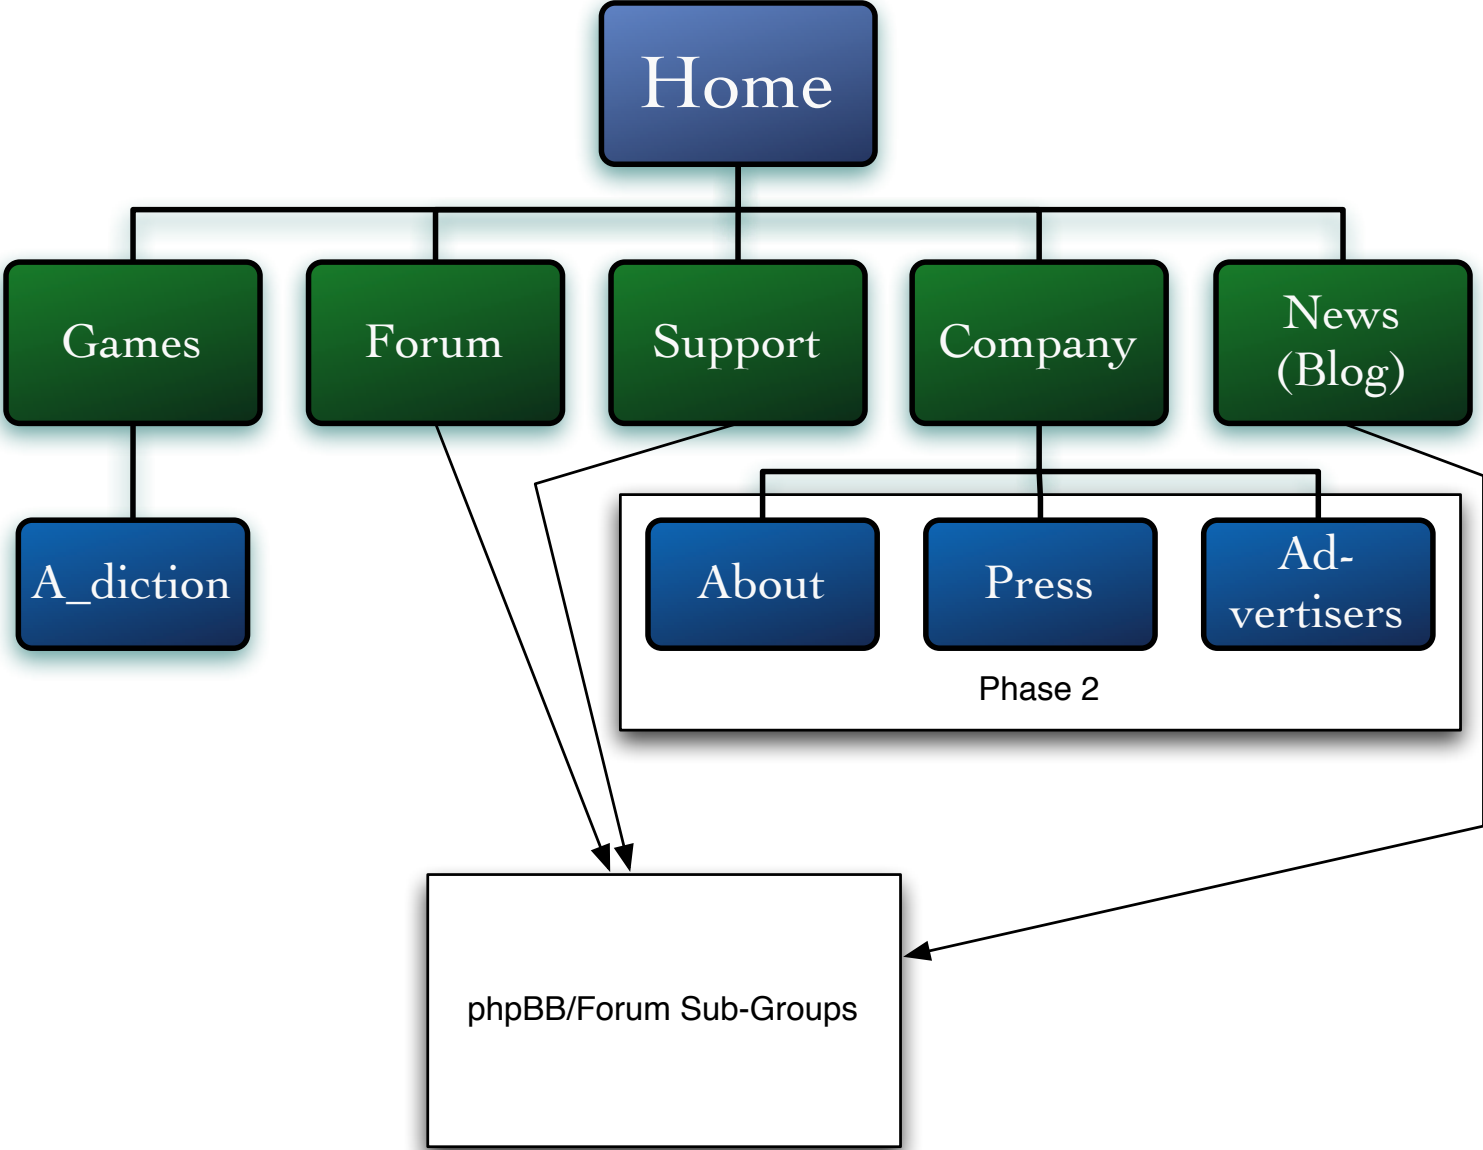 Home
Games
Forum
Support
Company
News
(Blog)
A_diction
About
Press
Ad-
vertisers
Phase 2
phpBB/Forum Sub-Groups